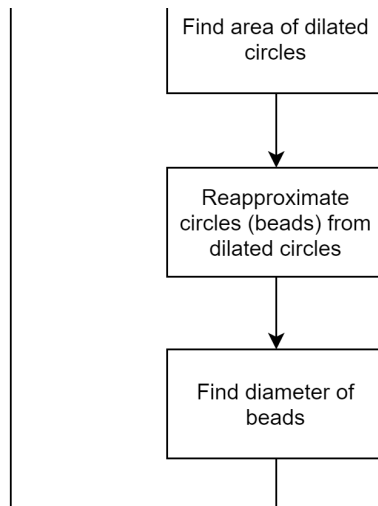 Find area of dilated
circles
Reapproximate
circles (beads) from
dilated circles
Find diameter of
beads